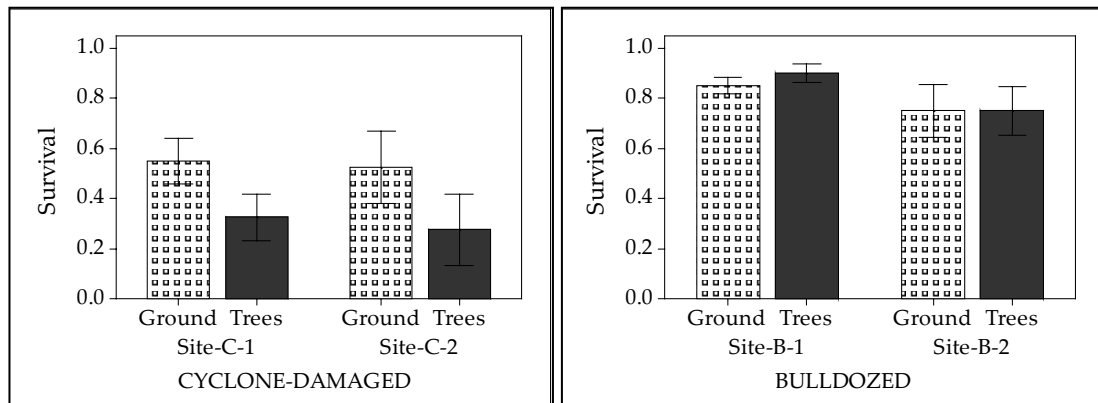 1.0
0.8
0.6
0.4
0.2
0.0
Survival
Ground Trees Ground Trees
Site-C-1 Site-C-2
CYCLONE-DAMAGED
1.0
0.8
0.6
0.4
0.2
0.0
Survival
Ground Trees Ground Trees
Site-B-1 Site-B-2
BULLDOZED